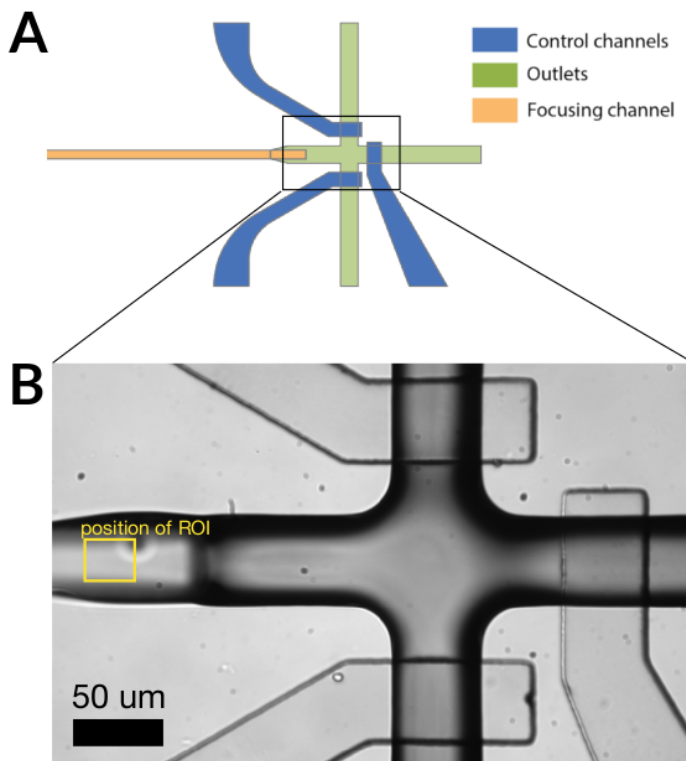 A
Control channels
Outlets
Focusing channel
B
position of ROI
50 um